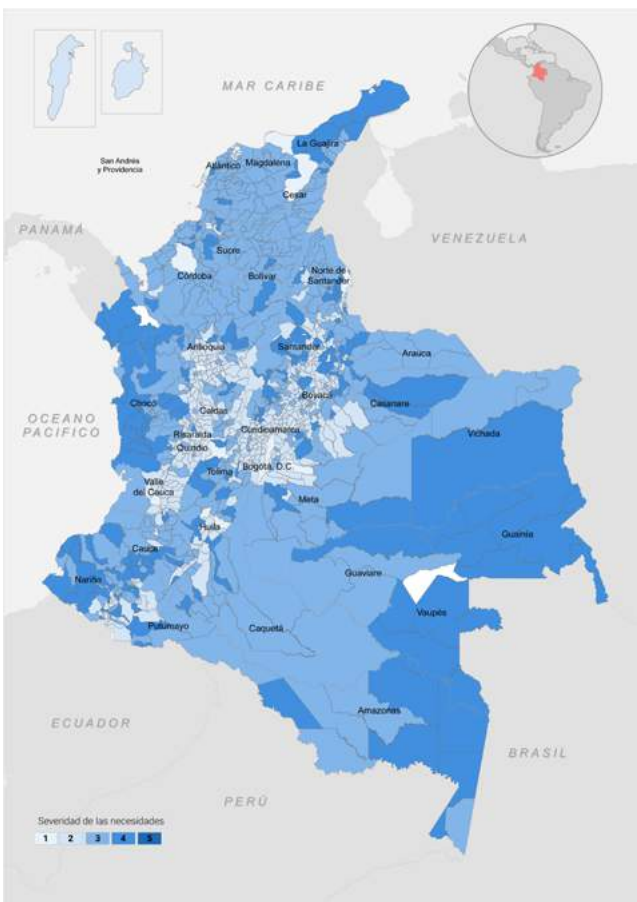 MAR CARIBE
San Andrés
y Providencia
La Guajira
Atlántico
Magdalena
Cesar
PANAMÁ
VENEZUELA
Sucre
Córdoba
Bolívar
Norte de
Santander
Antioquia
Santander
Arauca
Boyacá
Casanare
Chocó
Caldas
OCEANO
PACIFICO
Cundinamarca
Vichada
Risaralda
Quindío
Bogotá, D.C
Tolima
Valle
del Cauca
Meta
Huila
Guainía
Cauca
Guaviare
Nariño
Vaupés
Putumayo
Caquetá
Amazonas
ECUADOR
BRASIL
PERÚ
Severidad de las necesidades
1 2 3 4 5